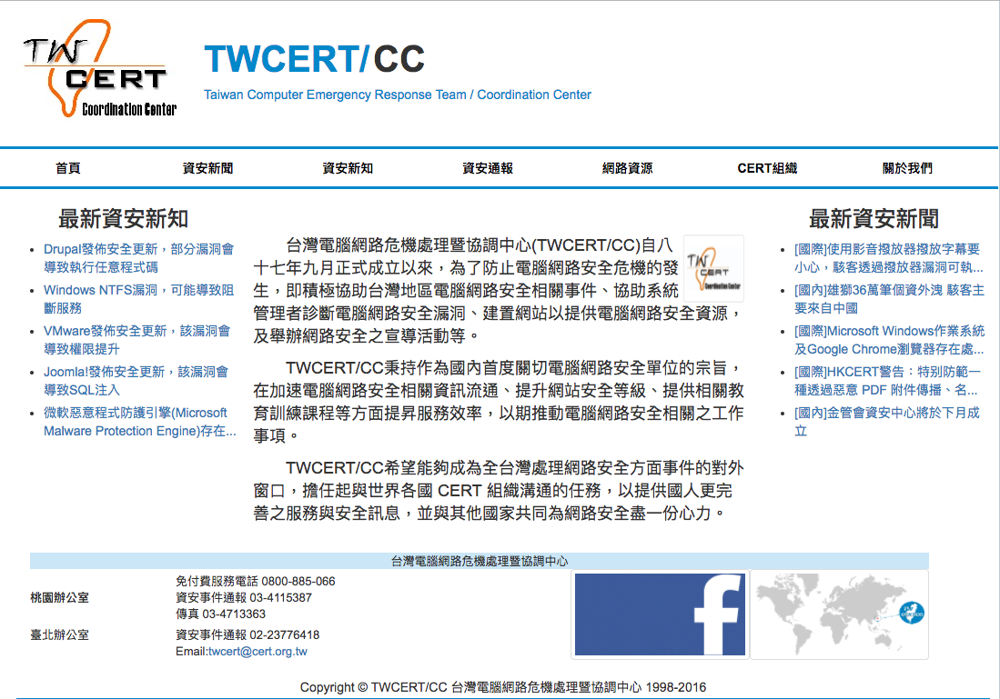 TW
CERT
Coordination Center
TWCERT/CC
Taiwan Computer Emergency Response Team / Coordination Center
首頁 資安新聞 資安新知 資安通報 網路資源 CERT組織 關於我們
最新資安新知
Drupal發佈安全更新，部分漏洞會
導致執行任意程式碼
Windows NTFS漏洞，可能導致阻
斷服務
VMware發佈安全更新，該漏洞會
導致權限提升
Joomla!發佈安全更新，該漏洞會
導致SQL注入
微軟惡意程式防護引擎(Microsoft
Malware Protection Engine)存在...
台灣電腦網路危機處理暨協調中心(TWCERT/CC)自八
十七年九月正式成立以來，為了防止電腦網路安全危機的發
生，即積極協助台灣地區電腦網路安全相關事件、協助系統
管理者診斷電腦網路安全漏洞、建置網站以提供電腦網路安全資源，
及舉辦網路安全之宣導活動等。
TW
CERT
Coordination Center
TWCERT/CC秉持作為國內首度關切電腦網路安全單位的宗旨，
在加速電腦網路安全相關資訊流通、提升網站安全等級、提供相關教
育訓練課程等方面提昇服務效率，以期推動電腦網路安全相關之工作
事項。
TWCERT/CC希望能夠成為全台灣處理網路安全方面事件的對外
窗口，擔任起與世界各國 CERT 組織溝通的任務，以提供國人更完
善之服務與安全訊息，並與其他國家共同為網路安全盡一份心力。
最新資安新聞
[國際]使用影音撥放器撥放字幕要
小心，駭客透過撥放器漏洞可執...
[國內]雄獅36萬筆個資外洩 駭客主
要來自中國
[國際]Microsoft Windows作業系統
及Google Chrome瀏覽器存在處...
[國際]HKCERT警告：特別防範一
種透過惡意 PDF 附件傳播、名...
[國內]金管會資安中心將於下月成
立
台灣電腦網路危機處理暨協調中心
桃園辦公室
免付費服務電話 0800-885-066
資安事件通報 03-4115387
傳真 03-4713363
臺北辦公室
資安事件通報 02-23776418
Email:twcert@cert.org.tw
f
Copyright © TWCERT/CC 台灣電腦網路危機處理暨協調中心 1998-2016